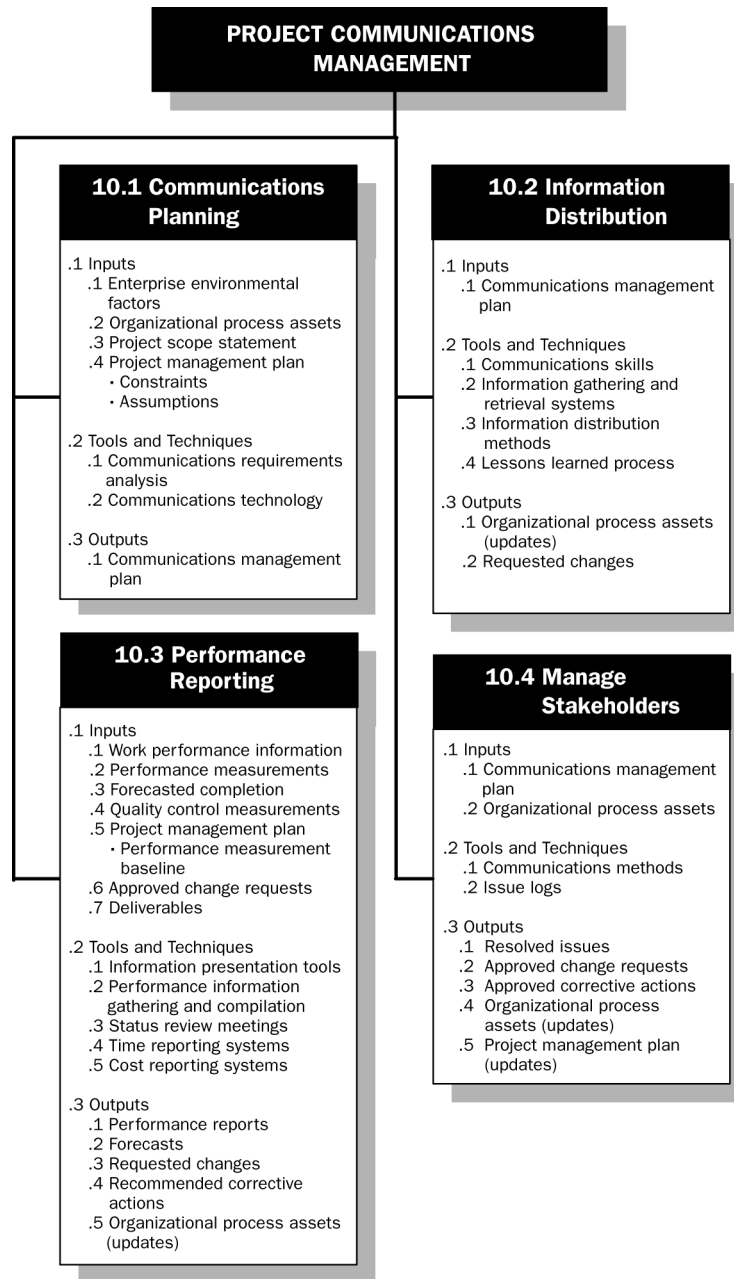 PROJECT COMMUNICATIONS
MANAGEMENT
10.1 Communications
Planning
.1 Inputs
.1 Enterprise environmental
factors
.2 Organizational process assets
.3 Project scope statement
.4 Project management plan
· Constraints
· Assumptions
.2 Tools and Techniques
.1 Communications requirements
analysis
.2 Communications technology
.3 Outputs
.1 Communications management
plan
10.2 Information
Distribution
.1 Inputs
.1 Communications management
plan
.2 Tools and Techniques
.1 Communications skills
.2 Information gathering and
retrieval systems
.3 Information distribution
methods
.4 Lessons learned process
.3 Outputs
.1 Organizational process assets
(updates)
.2 Requested changes
10.3 Performance
Reporting
.1 Inputs
.1 Work performance information
.2 Performance measurements
.3 Forecasted completion
.4 Quality control measurements
.5 Project management plan
· Performance measurement
baseline
.6 Approved change requests
.7 Deliverables
.2 Tools and Techniques
.1 Information presentation tools
.2 Performance information
gathering and compilation
.3 Status review meetings
.4 Time reporting systems
.5 Cost reporting systems
.3 Outputs
.1 Performance reports
.2 Forecasts
.3 Requested changes
.4 Recommended corrective
actions
.5 Organizational process assets
(updates)
10.4 Manage
Stakeholders
.1 Inputs
.1 Communications management
plan
.2 Organizational process assets
.2 Tools and Techniques
.1 Communications methods
.2 Issue logs
.3 Outputs
.1 Resolved issues
.2 Approved change requests
.3 Approved corrective actions
.4 Organizational process
assets (updates)
.5 Project management plan
(updates)